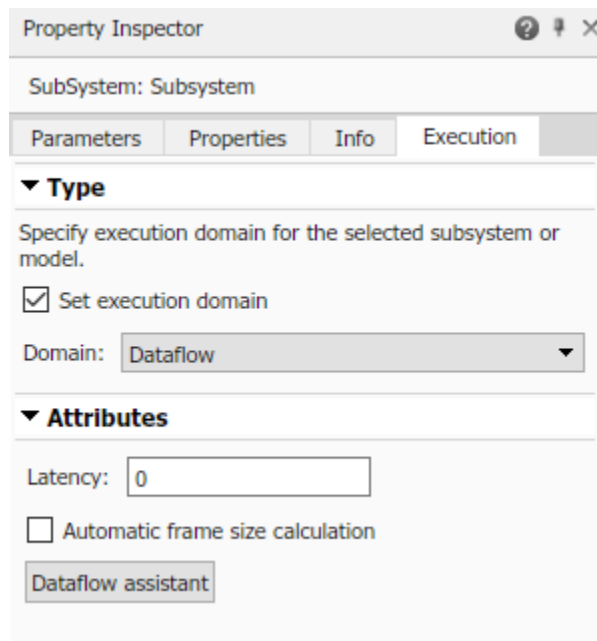 Property Inspector
SubSystem: Subsystem
Parameters Properties Info Execution
Type
Specify execution domain for the selected subsystem or
model.
Set execution domain
Domain: Dataflow
Attributes
Latency: 0
Automatic frame size calculation
Dataflow assistant